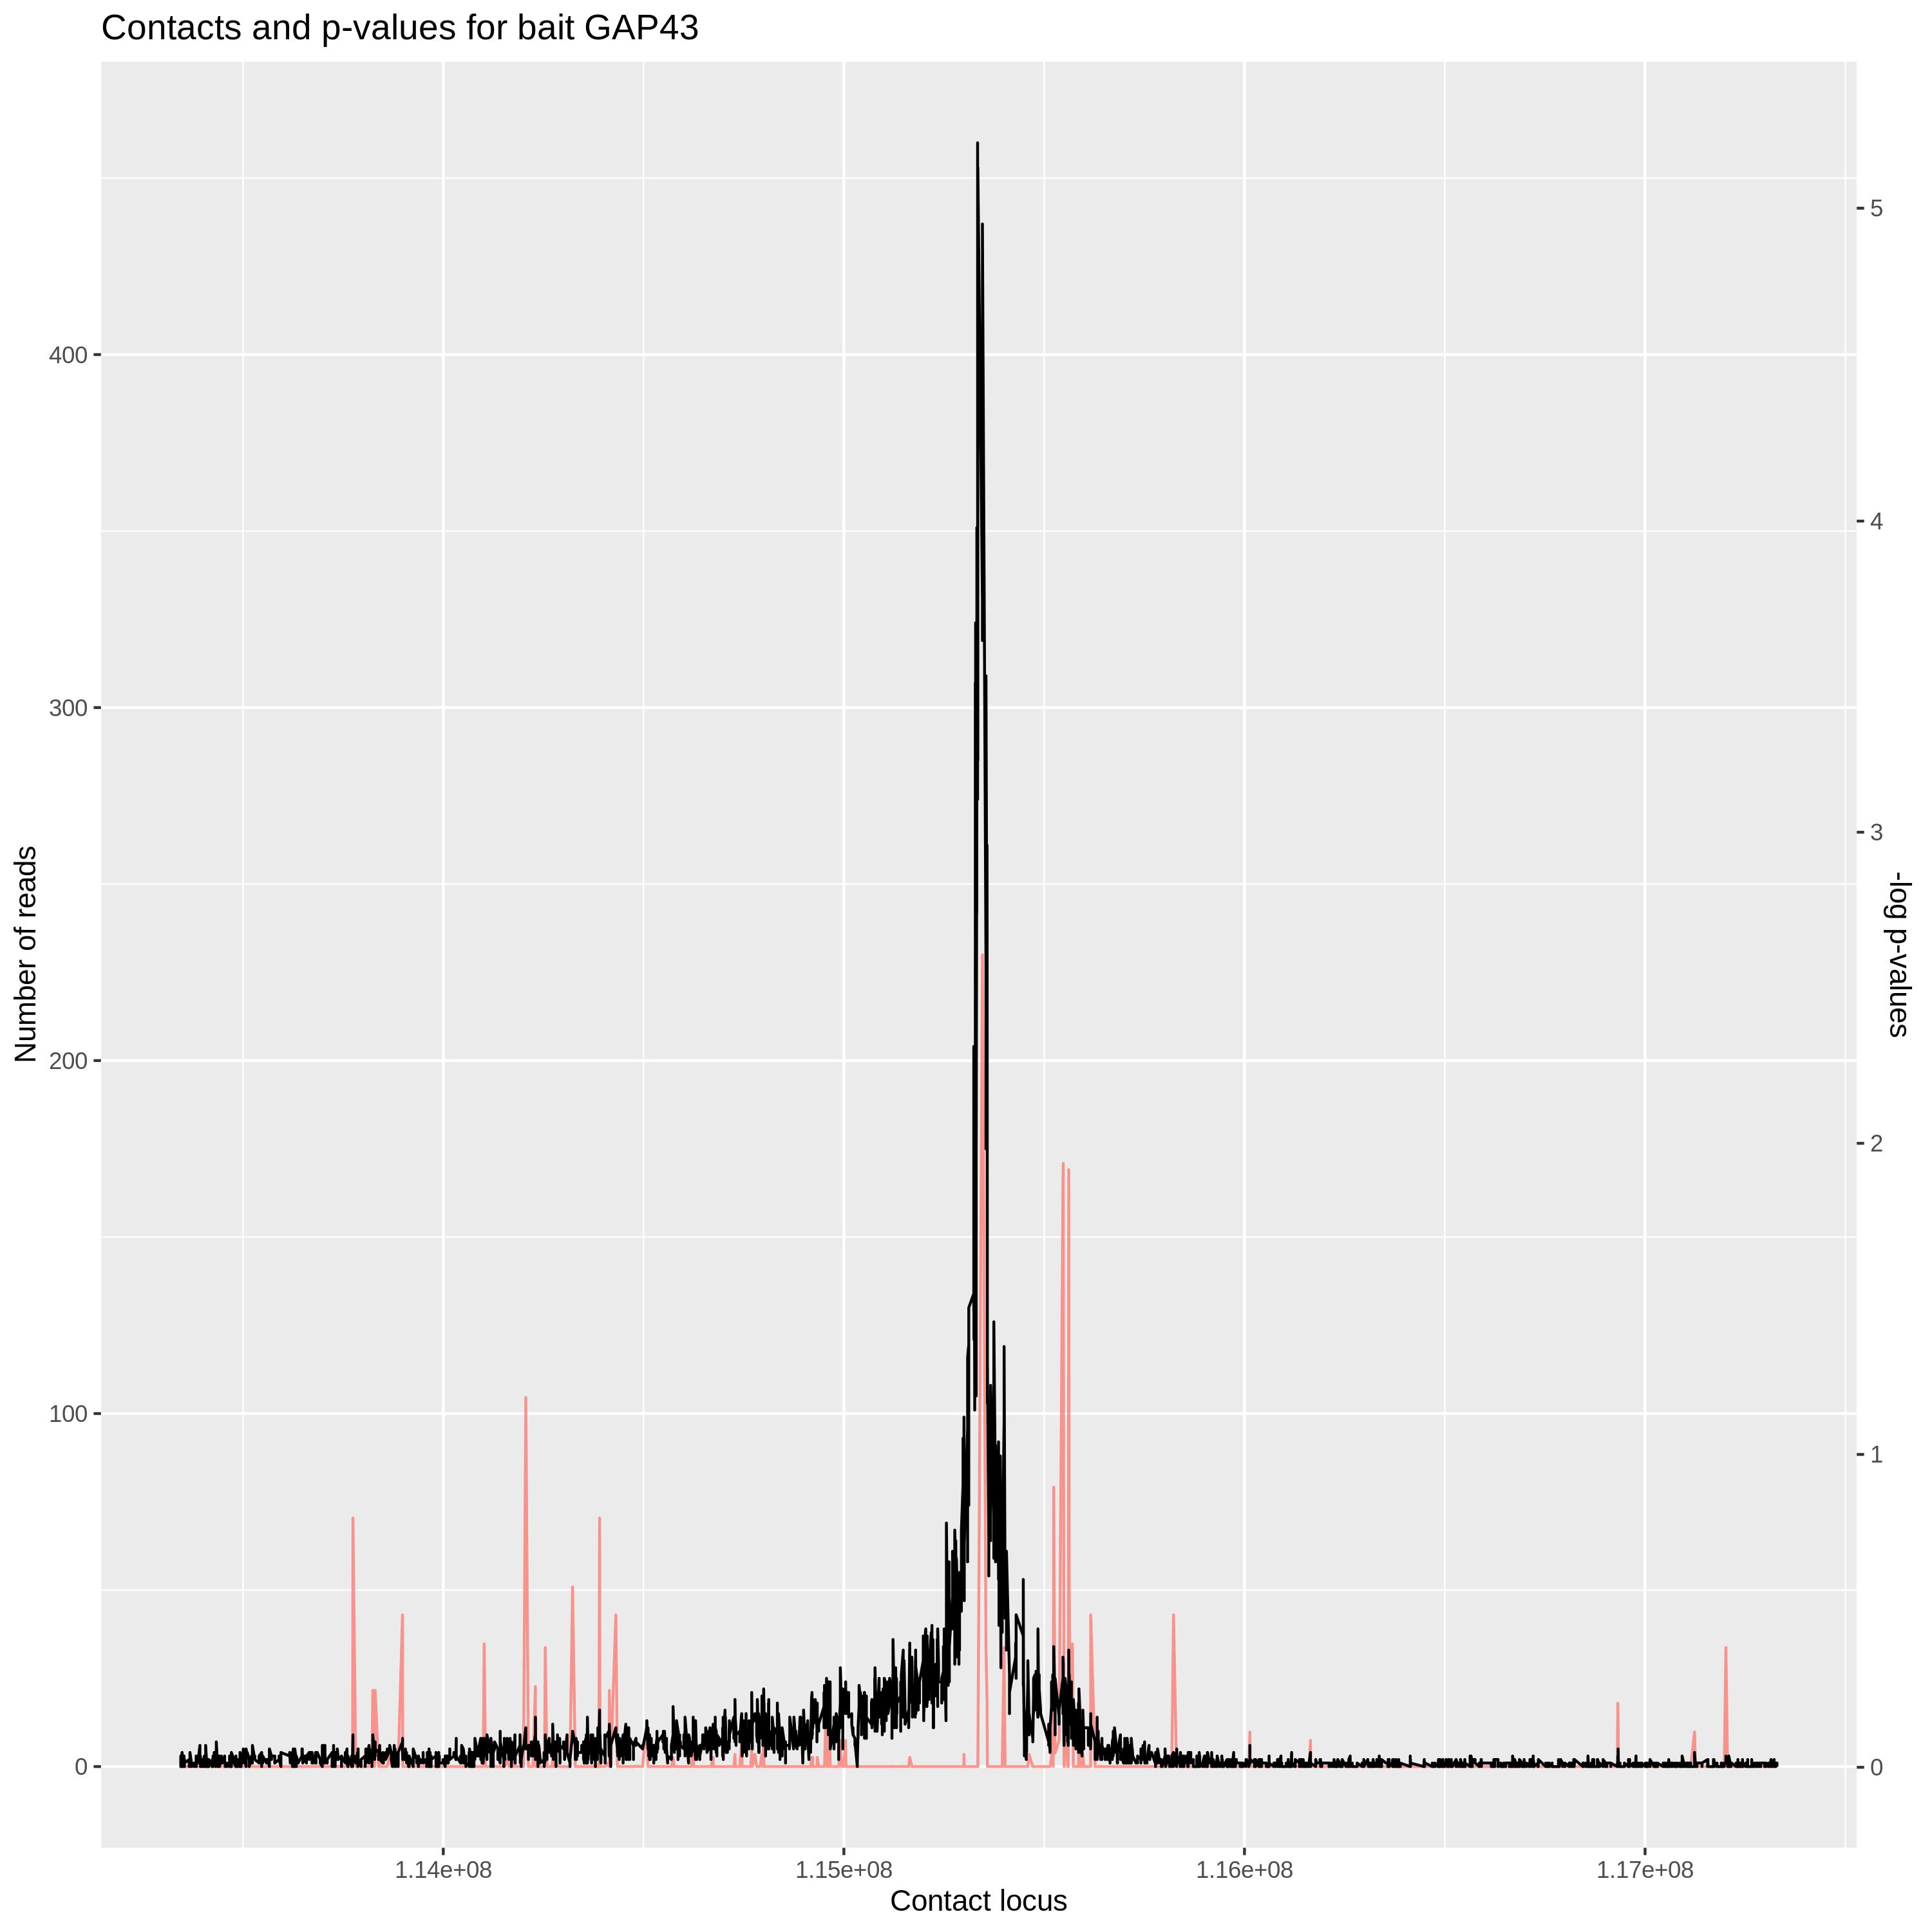 Contacts and p-values for bait GAP43
Number of reads
400
300
200
100
0
5
4
3
2
1
0
-log p-values
1.14e+08 1.15e+08 1.16e+08 1.17e+08
Contact locus